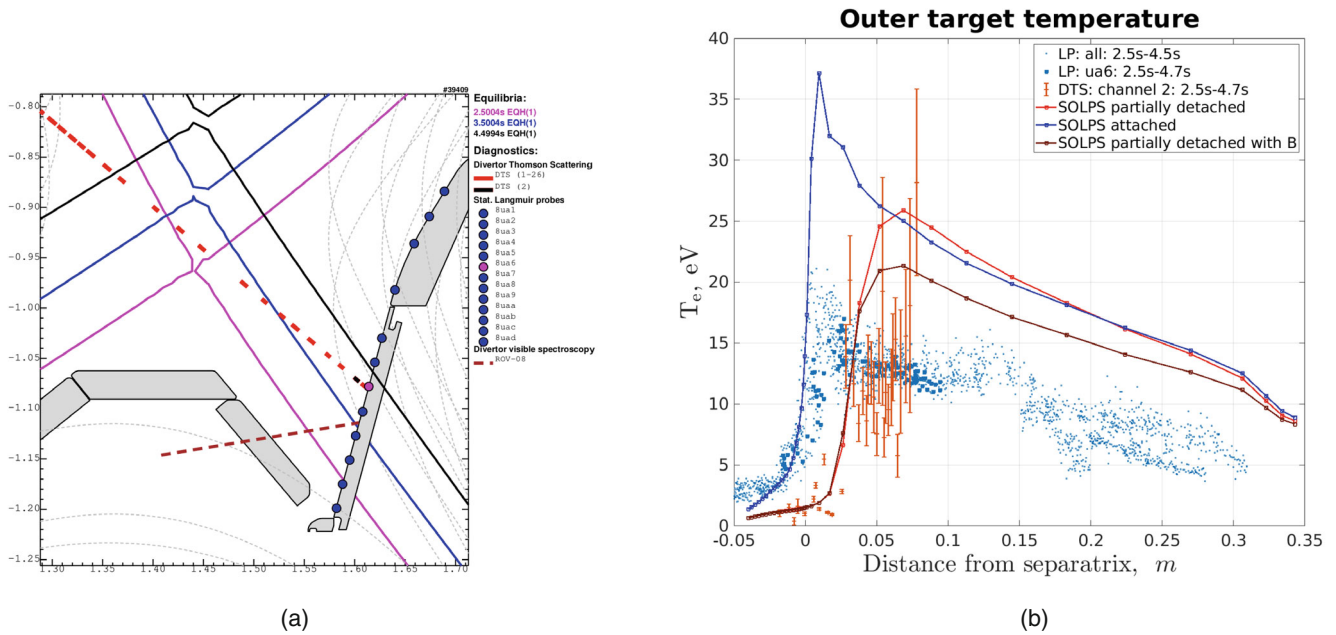 #39409
Equilibria:
2.5004s EQH(1)
3.5004s EQH(1)
4.4994s EQH(1)
Diagnostics:
Divertor Thomson Scattering
DTS (1-26)
DTS (2)
Stat. Langmuir probes
8ua1
8ua2
8ua3
8ua4
8ua5
8ua6
8ua7
8ua8
8ua9
8uaa
8uab
8uac
8uad
Divertor visible spectroscopy
ROV-08
-0.80
-0.85
-0.90
-0.95
-1.00
-1.05
-1.10
-1.15
-1.20
-1.25
1.30 1.35 1.40 1.45 1.50 1.55 1.60 1.65 1.70
(a)
Outer target temperature
LP: all: 2.5s-4.5s
LP: ua6: 2.5s-4.7s
DTS: channel 2: 2.5s-4.7s
SOLPS partially detached
SOLPS attached
SOLPS partially detached with B
Te, eV
40
35
30
25
20
15
10
5
0
-0.05 0 0.05 0.1 0.15 0.2 0.25 0.3 0.35
Distance from separatrix, m
(b)